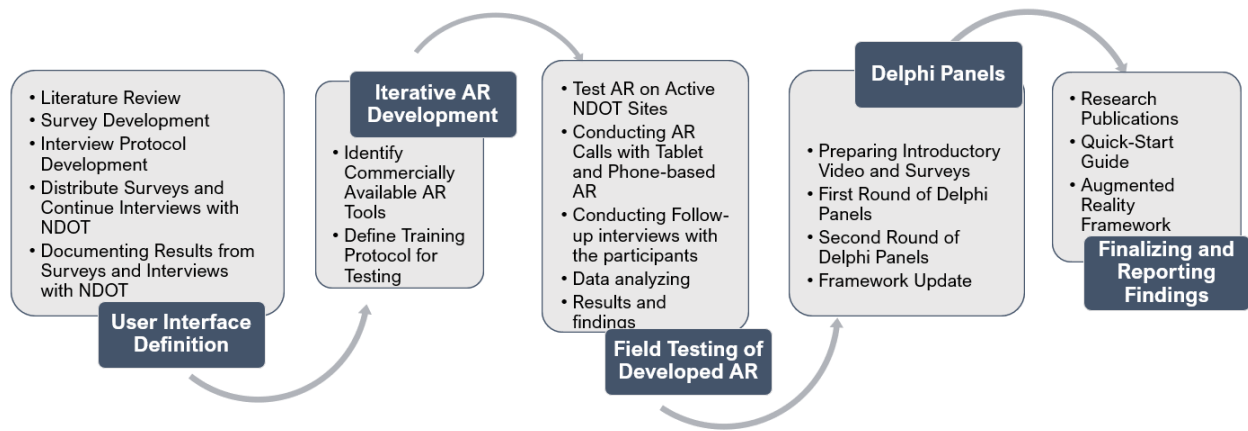 • Literature Review
• Survey Development
• Interview Protocol
Development
• Distribute Surveys and
Continue Interviews with
NDOT
• Documenting Results from
Surveys and Interviews
with NDOT
User Interface
Definition
Iterative AR
Development
• Identify
Commercially
Available AR
Tools
• Define Training
Protocol for
Testing
• Test AR on Active
NDOT Sites
• Conducting AR
Calls with Tablet
and Phone-based
AR
• Conducting Follow-
up interviews with
the participants
• Data analyzing
• Results and
findings
Field Testing of
Developed AR
Delphi Panels
• Preparing Introductory
Video and Surveys
• First Round of Delphi
Panels
• Second Round of
Delphi Panels
• Framework Update
• Research
Publications
• Quick-Start
Guide
• Augmented
Reality
Framework
Finalizing and
Reporting
Findings